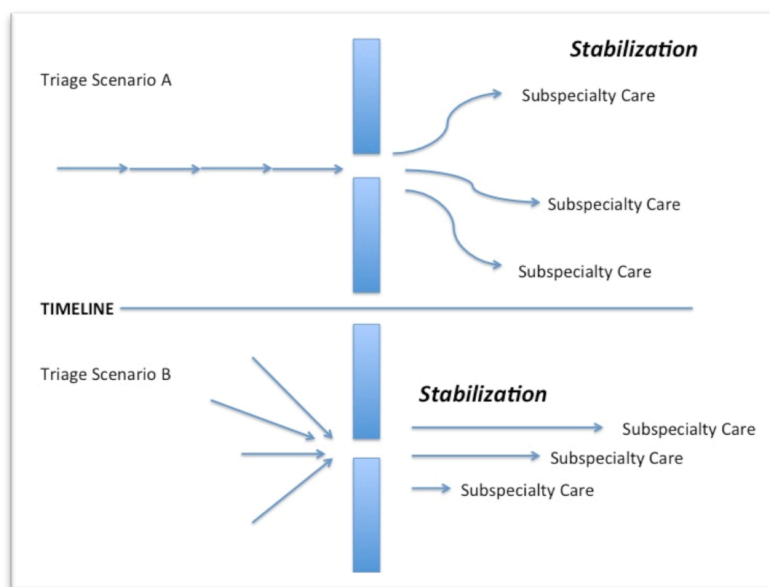 Stabilization
Triage Scenario A
Subspecialty Care
Subspecialty Care
Subspecialty Care
TIMELINE
Triage Scenario B
Stabilization
Subspecialty Care
Subspecialty Care
Subspecialty Care